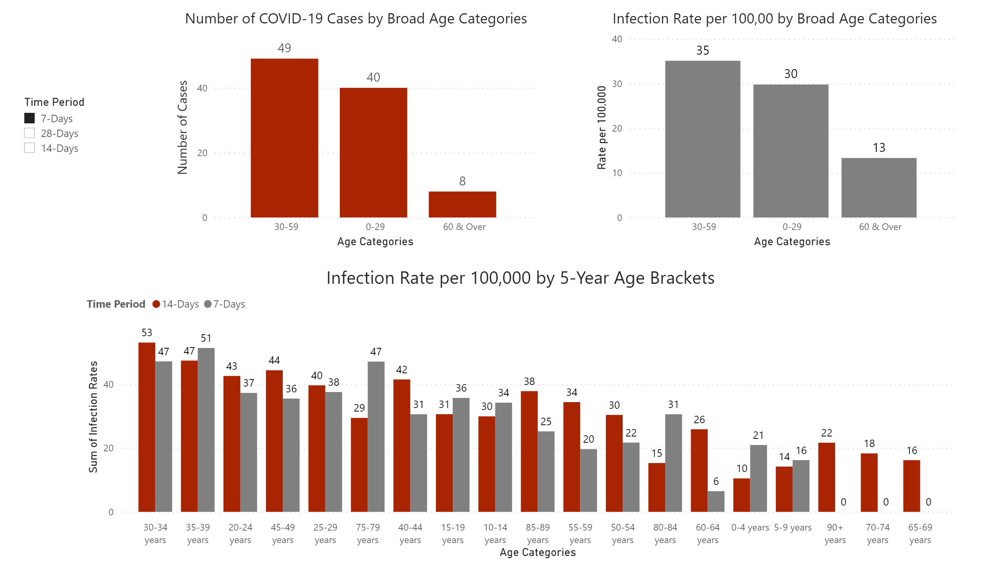 Number of COVID-19 Cases by Broad Age Categories
Infection Rate per 100,00 by Broad Age Categories
Time Period
7-Days
28-Days
14-Days
Number of Cases
40
20
0
49
40
8
30-59 0-29 60 & Over
Age Categories
Rate per 100,000
40
30
20
10
0
35
30
13
30-59 0-29 60 & Over
Age Categories
Infection Rate per 100,000 by 5-Year Age Brackets
Time Period 14-Days 7-Days
Sum of Infection Rates
40
20
0
53 47 47 51 43 37 44 36 40 38 29 47 42 31 31 36 30 34 38 25 34 20 30 22 15 31 26 6 10 21 14 16 22 0 18 0 16 0
30-34 35-39 20-24 45-49 25-29 75-79 40-44 15-19 10-14 85-89 55-59 50-54 80-84 60-64 0-4 years 5-9 years 90+ 70-74 65-69
years years years years years years years years years years years years years years years years years
Age Categories